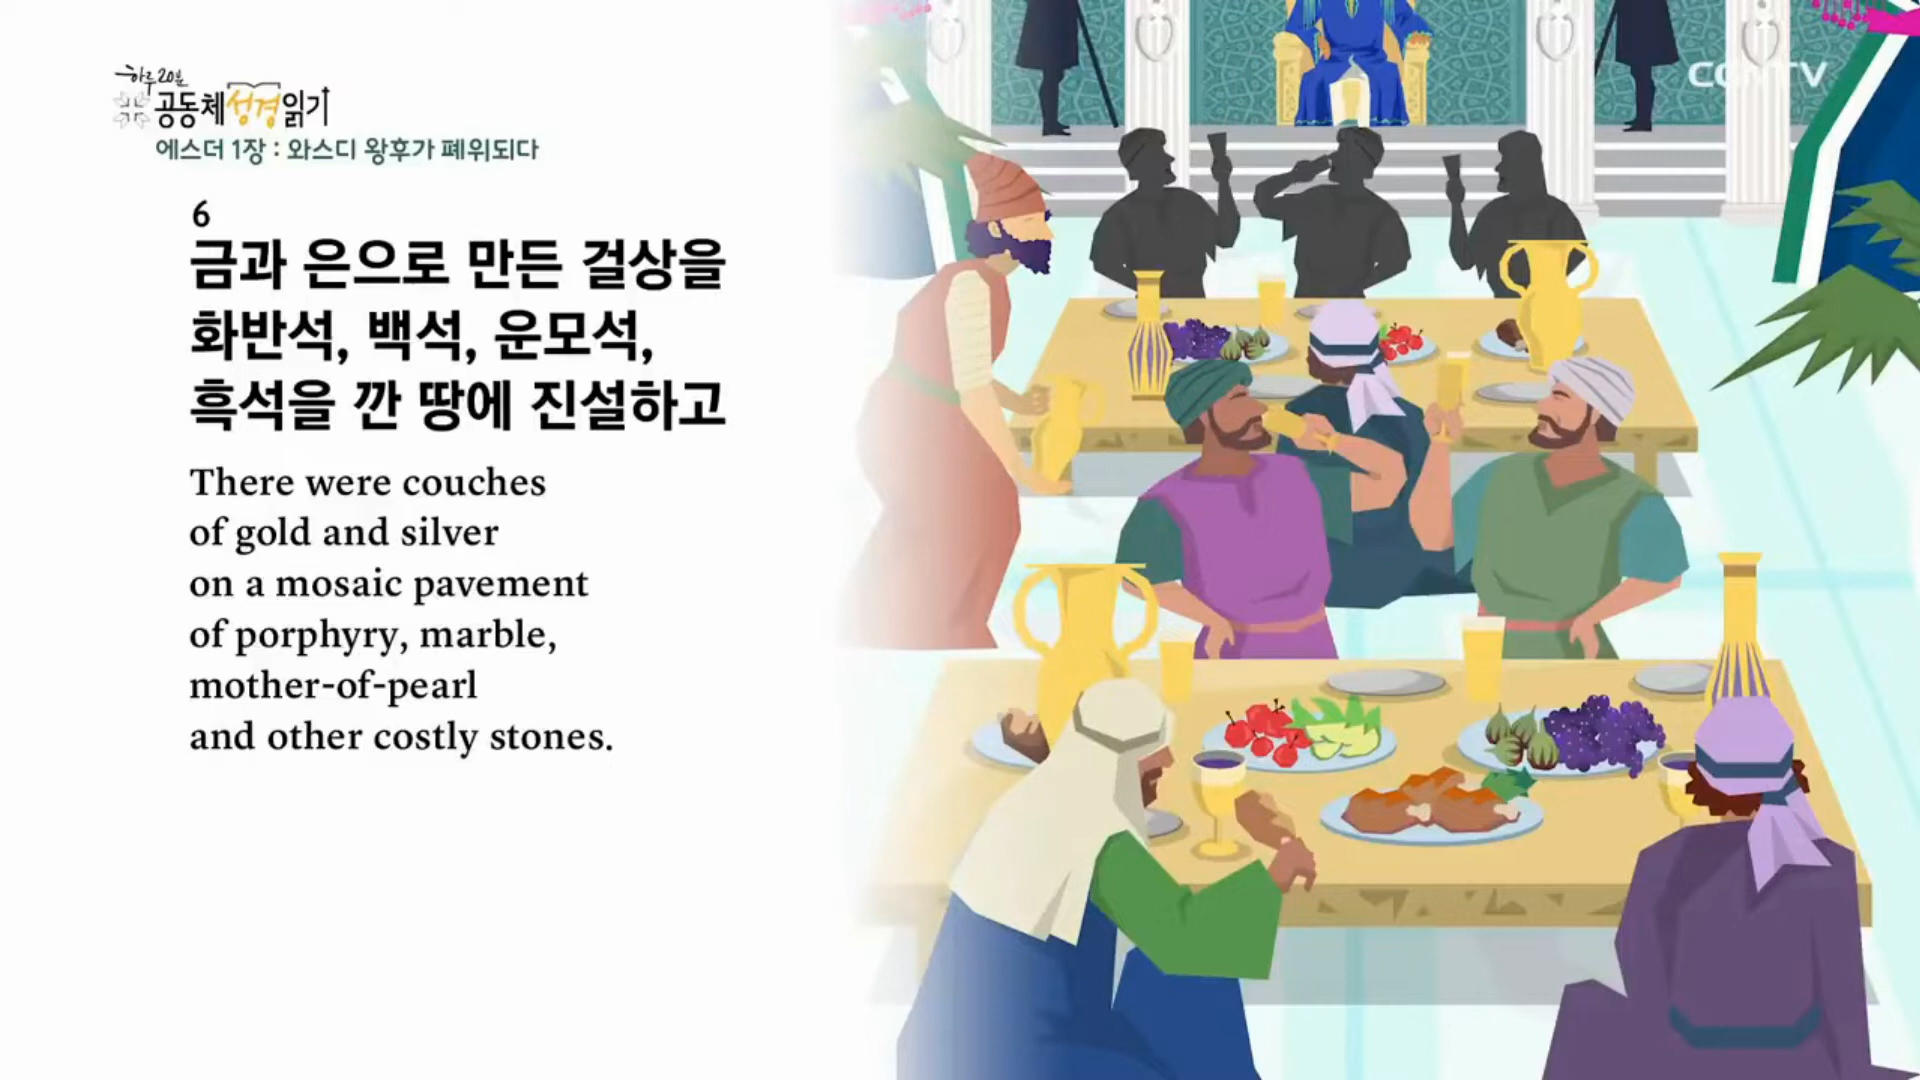 하루20분
공동체성경읽기
CGNTV
에스더 1장 : 와스디 왕후가 폐위되다
6
금과 은으로 만든 걸상을
화반석, 백석, 운모석,
흑석을 깐 땅에 진설하고
There were couches
of gold and silver
on a mosaic pavement
of porphyry, marble,
mother-of-pearl
and other costly stones.